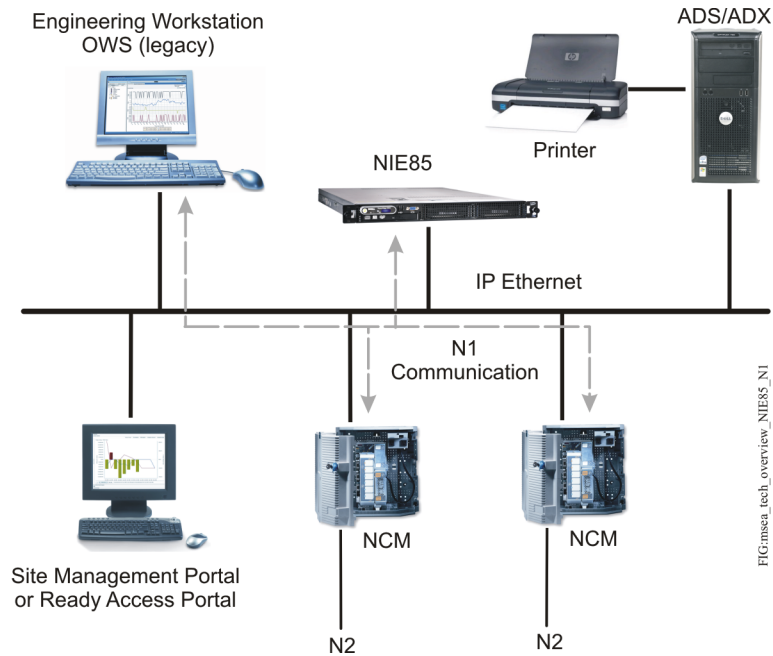 Engineering Workstation
OWS (legacy)
ADS/ADX
Printer
NIE85
IP Ethernet
N1
Communication
NCM
NCM
Site Management Portal
or Ready Access Portal
N2
N2
FIG:msea_tech_overview_NIE85_N1